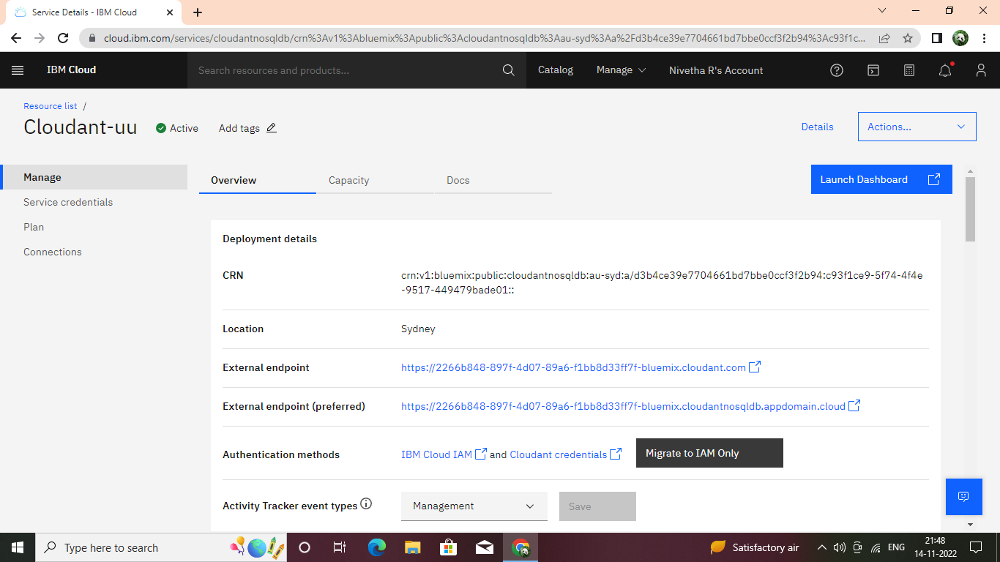 Service Details - IBM Cloud
cloud.ibm.com/services/cloudantnosqldb/crn%3Av1%3Abluemix%3Apublic%3Acloudantnosqldb%3Aau-syd%3Aa%2Fd3b4ce39e7704661bd7bbe0ccf3f2b94%3Ac93f1c...
IBM Cloud
Search resources and products...
Catalog
Manage
Nivetha R's Account
Resource list /
Cloudant-uu
Active
Add tags
Details
Actions...
Manage
Service credentials
Plan
Connections
Overview
Capacity
Docs
Launch Dashboard
Deployment details
CRN
crn:v1:bluemix:public:cloudantnosqldb:au-syd:a/d3b4ce39e7704661bd7bbe0ccf3f2b94:c93f1ce9-5f74-4f4e
-9517-449479bade01::
Location
Sydney
External endpoint
https://2266b848-897f-4d07-89a6-f1bb8d33ff7f-bluemix.cloudant.com
External endpoint (preferred)
https://2266b848-897f-4d07-89a6-f1bb8d33ff7f-bluemix.cloudantnosqldb.appdomain.cloud
Authentication methods
IBM Cloud IAM and Cloudant credentials
Migrate to IAM Only
Activity Tracker event types
Management
Save
Type here to search
Satisfactory air
ENG
21:48
14-11-2022